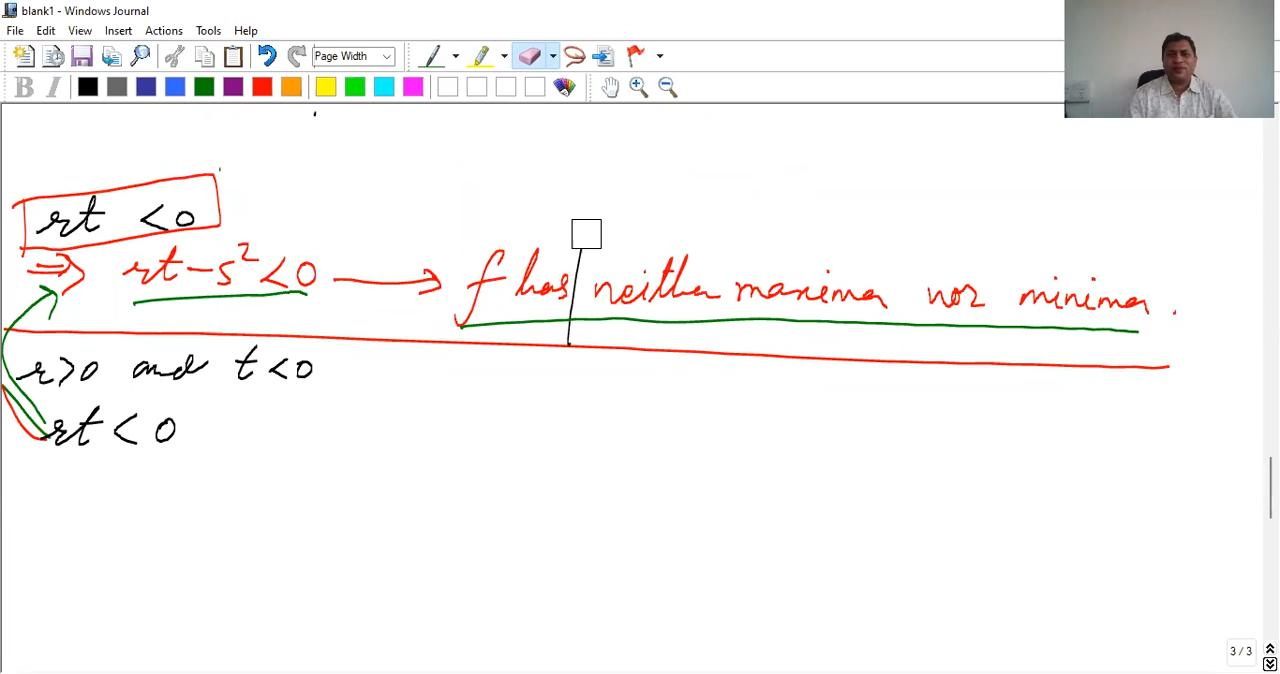 blank1 - Windows Journal
File Edit View Insert Actions Tools Help
Page Width
B I
rt < 0
⇒ rt - s² < 0 → f has neither maxima nor minima.
r > 0 and t < 0
rt < 0
3 / 3